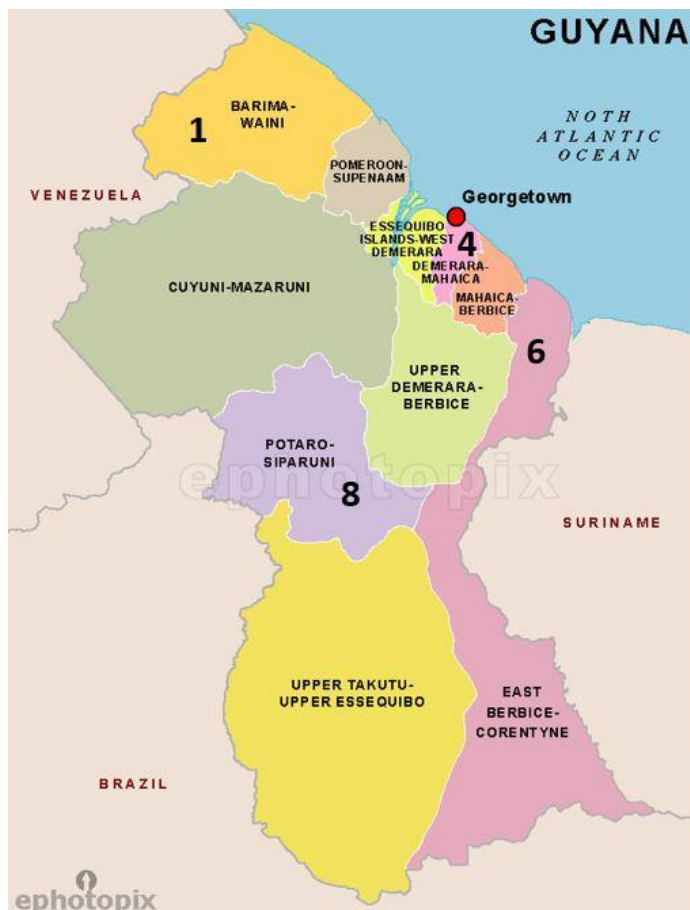 GUYANA
BARIMA-
WAINI
1
NOTH
ATLANTIC
OCEAN
POMEROON-
SUPENAAM
VENEZUELA
Georgetown
ESSEQUIBO
ISLANDS-WEST
DEMERARA
4
DEMERARA-
MAHAICA
CUYUNI-MAZARUNI
MAHAICA-
BERBICE
6
UPPER
DEMERARA-
BERBICE
POTARO-
SIPARUNI
ephotopix
8
SURINAME
UPPER TAKUTU-
UPPER ESSEQUIBO
EAST
BERBICE-
CORENTYNE
BRAZIL
ephotopix